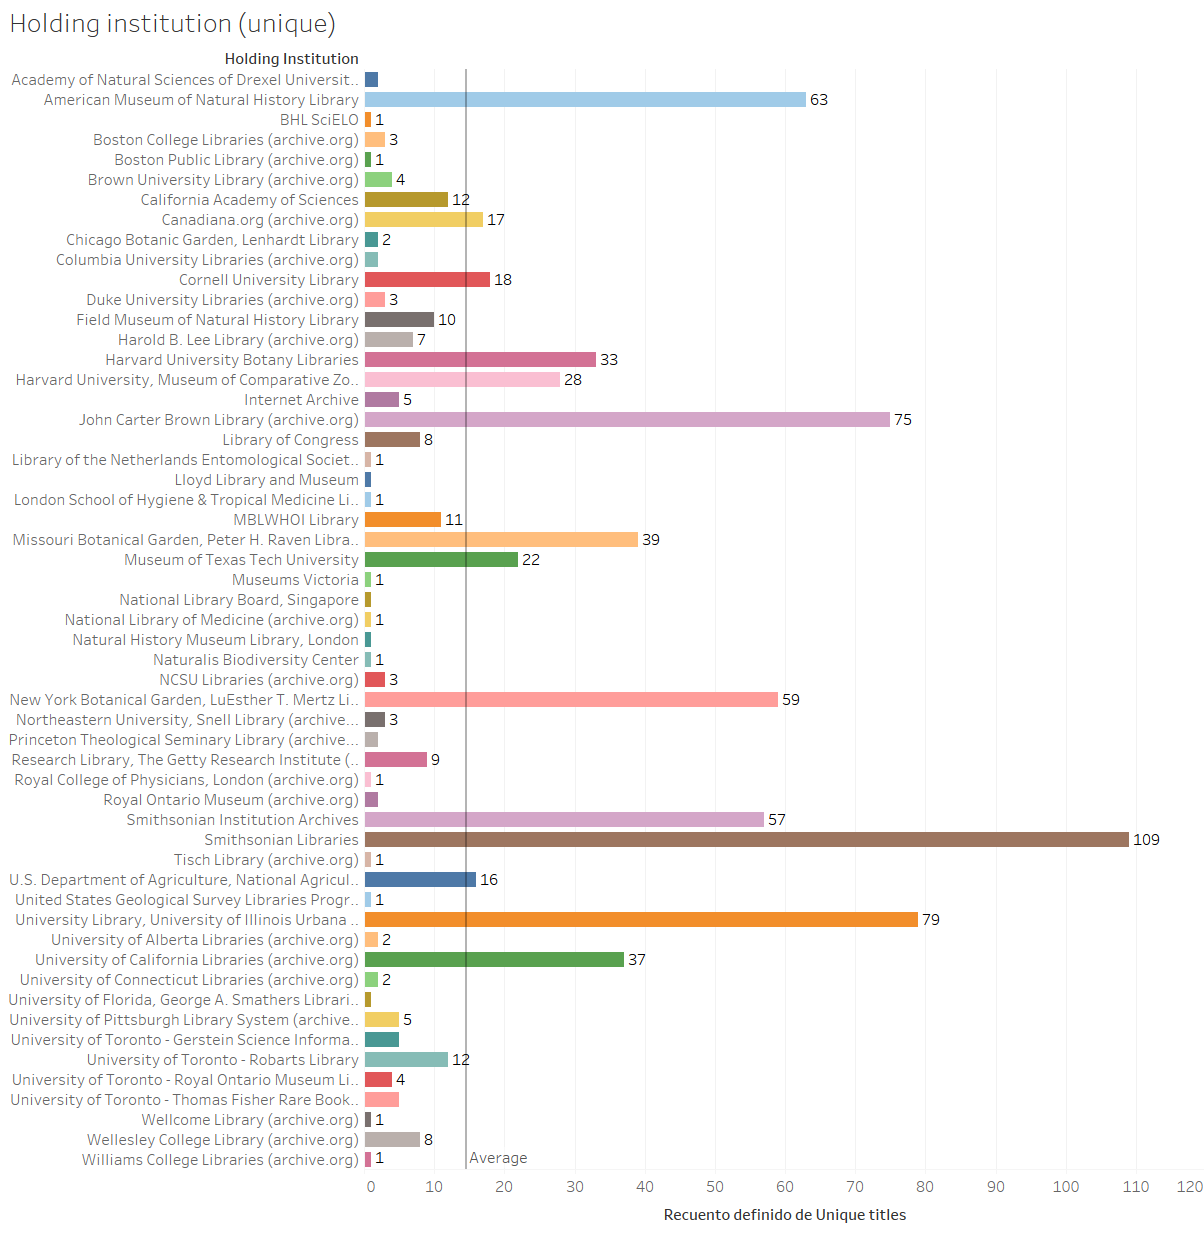 Holding institution (unique)
Holding Institution
Academy of Natural Sciences of Drexel Universit..
American Museum of Natural History Library 63
BHL SciELO 1
Boston College Libraries (archive.org) 3
Boston Public Library (archive.org) 1
Brown University Library (archive.org) 4
California Academy of Sciences 12
Canadiana.org (archive.org) 17
Chicago Botanic Garden, Lenhardt Library 2
Columbia University Libraries (archive.org)
Cornell University Library 18
Duke University Libraries (archive.org) 3
Field Museum of Natural History Library 10
Harold B. Lee Library (archive.org) 7
Harvard University Botany Libraries 33
Harvard University, Museum of Comparative Zo.. 28
Internet Archive 5
John Carter Brown Library (archive.org) 75
Library of Congress 8
Library of the Netherlands Entomological Societ.. 1
Lloyd Library and Museum
London School of Hygiene & Tropical Medicine Li.. 1
MBLWHOI Library 11
Missouri Botanical Garden, Peter H. Raven Libra.. 39
Museum of Texas Tech University 22
Museums Victoria 1
National Library Board, Singapore
National Library of Medicine (archive.org) 1
Natural History Museum Library, London
Naturalis Biodiversity Center 1
NCSU Libraries (archive.org) 3
New York Botanical Garden, LuEsther T. Mertz Li.. 59
Northeastern University, Snell Library (archive... 3
Princeton Theological Seminary Library (archive...
Research Library, The Getty Research Institute (.. 9
Royal College of Physicians, London (archive.org) 1
Royal Ontario Museum (archive.org)
Smithsonian Institution Archives 57
Smithsonian Libraries 109
Tisch Library (archive.org) 1
U.S. Department of Agriculture, National Agricul.. 16
United States Geological Survey Libraries Progr.. 1
University Library, University of Illinois Urbana .. 79
University of Alberta Libraries (archive.org) 2
University of California Libraries (archive.org) 37
University of Connecticut Libraries (archive.org) 2
University of Florida, George A. Smathers Librari..
University of Pittsburgh Library System (archive.. 5
University of Toronto - Gerstein Science Informa..
University of Toronto - Robarts Library 12
University of Toronto - Royal Ontario Museum Li.. 4
University of Toronto - Thomas Fisher Rare Book..
Wellcome Library (archive.org) 1
Wellesley College Library (archive.org) 8
Williams College Libraries (archive.org) 1 Average
0 10 20 30 40 50 60 70 80 90 100 110 120
Recuento definido de Unique titles